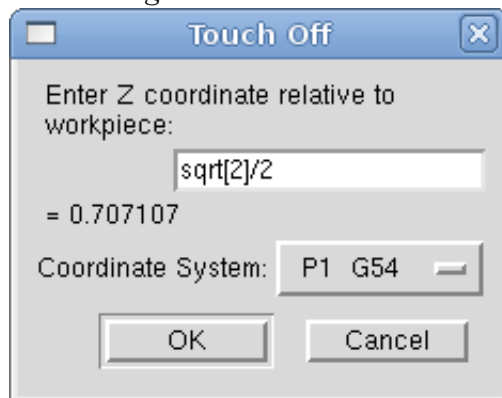 Touch Off
Enter Z coordinate relative to
workpiece:
sqrt[2]/2
= 0.707107
Coordinate System: P1 G54
OK Cancel